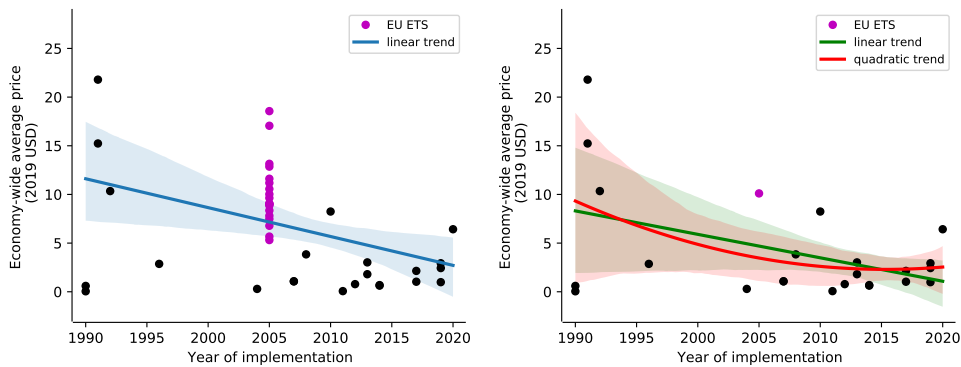 EU ETS
linear trend
25
20
15
10
5
0
Economy-wide average price
(2019 USD)
1990
1995
2000
2005
2010
2015
2020
Year of implementation
EU ETS
linear trend
quadratic trend
25
20
15
10
5
0
Economy-wide average price
(2019 USD)
1990
1995
2000
2005
2010
2015
2020
Year of implementation